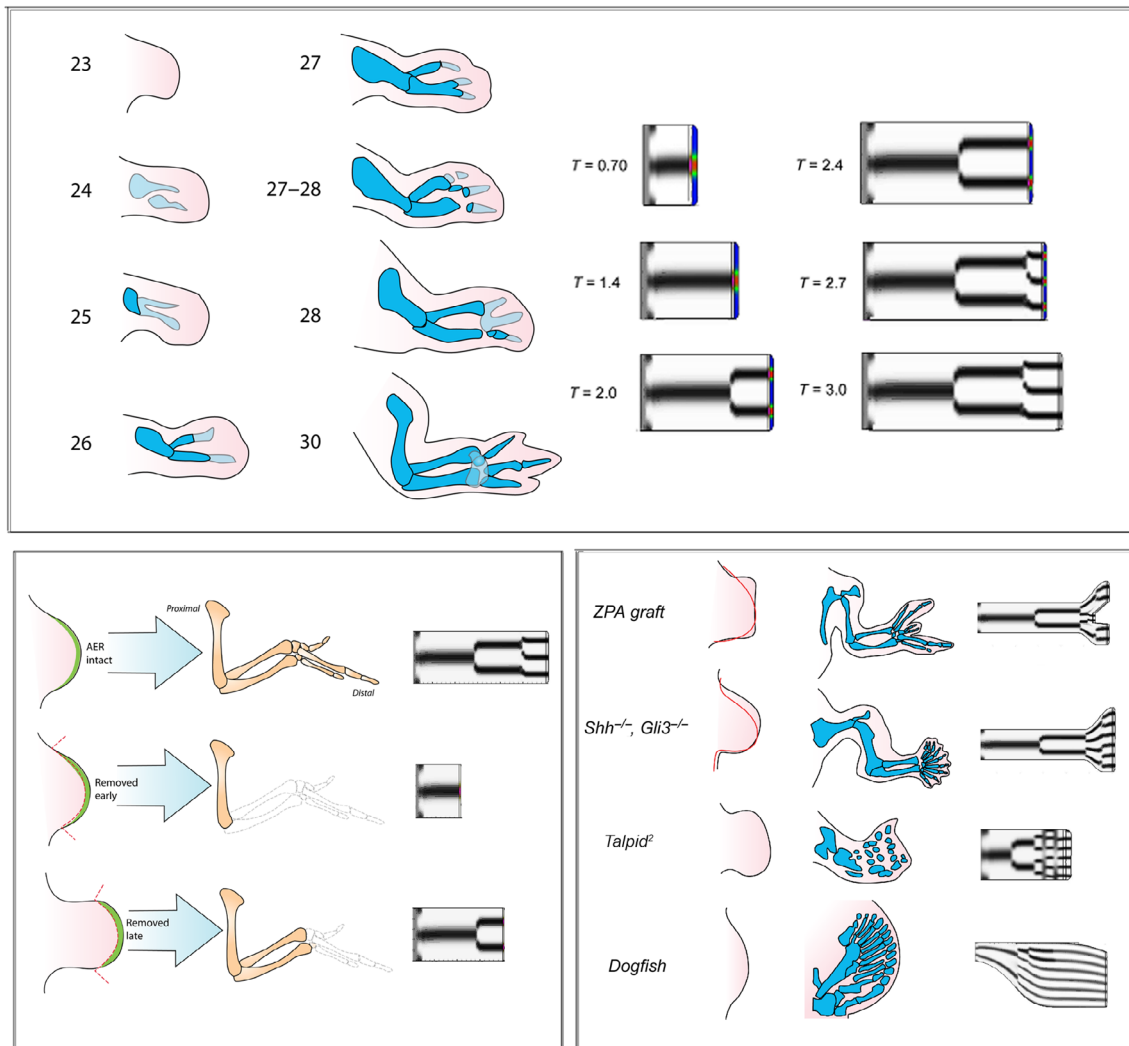 23
24
25
26
27
27–28
28
30
T = 0.70
T = 1.4
T = 2.0
T = 2.4
T = 2.7
T = 3.0
AER
intact
Proximal
Distal
Removed
early
Removed
late
ZPA graft
Shh–/–, Gli3–/–
Talpid²
Dogfish